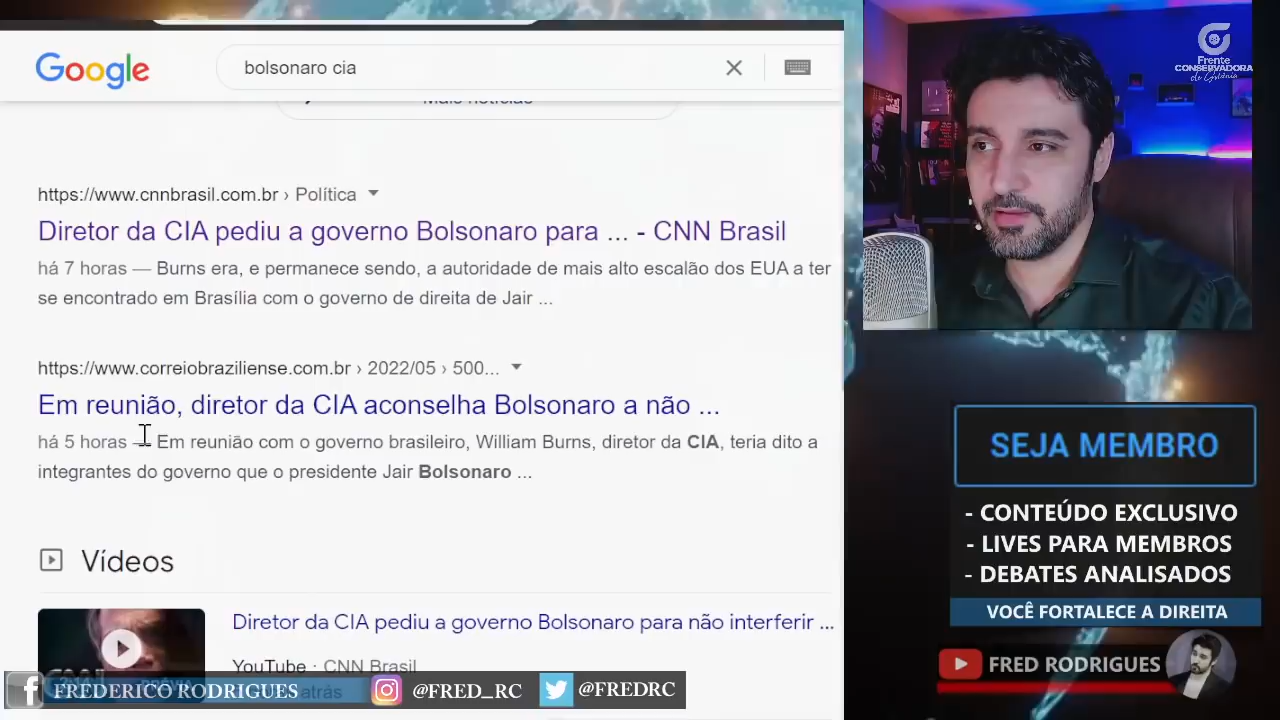 Google
bolsonaro cia
Mais notícias
https://www.cnnbrasil.com.br › Política
Diretor da CIA pediu a governo Bolsonaro para ... - CNN Brasil
há 7 horas — Burns era, e permanece sendo, a autoridade de mais alto escalão dos EUA a ter
se encontrado em Brasília com o governo de direita de Jair ...
https://www.correiobraziliense.com.br › 2022/05 › 500...
Em reunião, diretor da CIA aconselha Bolsonaro a não ...
há 5 horas — Em reunião com o governo brasileiro, William Burns, diretor da CIA, teria dito a
integrantes do governo que o presidente Jair Bolsonaro ...
Vídeos
Diretor da CIA pediu a governo Bolsonaro para não interferir ...
YouTube · CNN Brasil
atrás
FREDERICO RODRIGUES
@FRED_RC
@FREDRC
Frente
CONSERVADORA
de Goiânia
SEJA MEMBRO
- CONTEÚDO EXCLUSIVO
- LIVES PARA MEMBROS
- DEBATES ANALISADOS
VOCÊ FORTALECE A DIREITA
FRED RODRIGUES